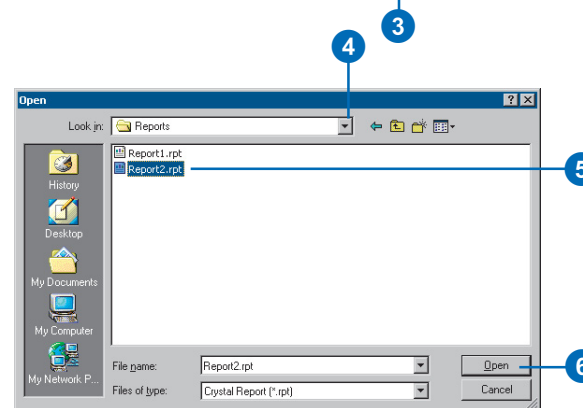 3
4
Open
Look in: Reports
Report1.rpt
Report2.rpt
5
History
Desktop
My Documents
My Computer
My Network P...
File name: Report2.rpt
Open
6
Files of type: Crystal Report (*.rpt)
Cancel